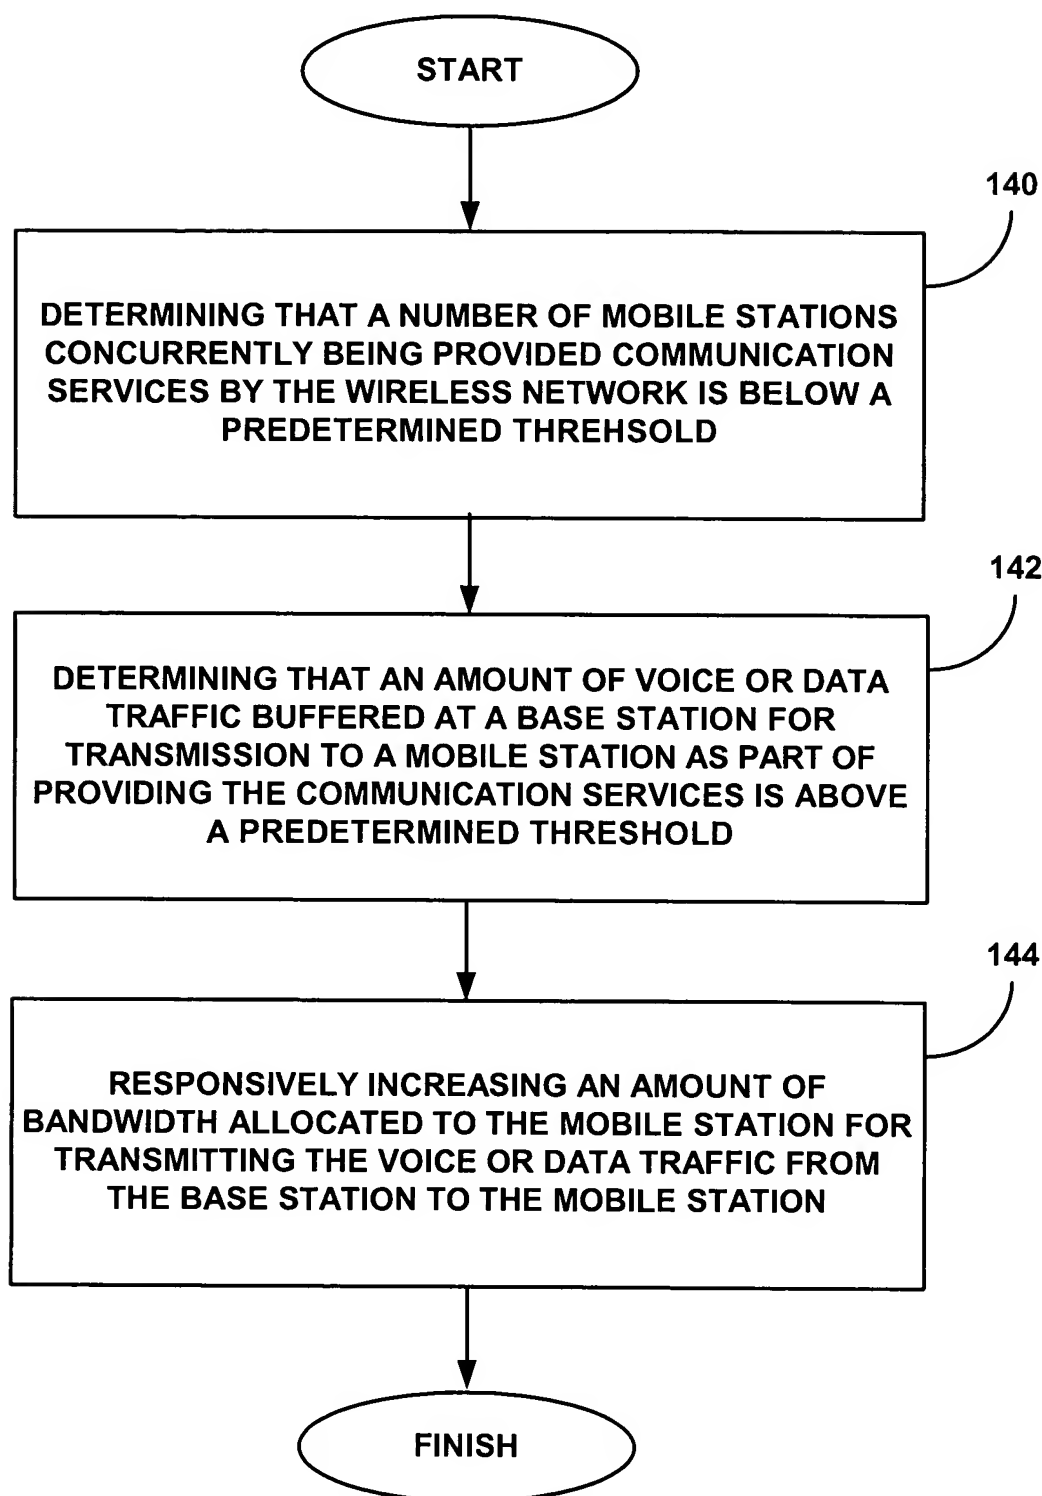 START
140
DETERMINING THAT A NUMBER OF MOBILE STATIONS
CONCURRENTLY BEING PROVIDED COMMUNICATION
SERVICES BY THE WIRELESS NETWORK IS BELOW A
PREDETERMINED THREHSOLD
142
DETERMINING THAT AN AMOUNT OF VOICE OR DATA
TRAFFIC BUFFERED AT A BASE STATION FOR
TRANSMISSION TO A MOBILE STATION AS PART OF
PROVIDING THE COMMUNICATION SERVICES IS ABOVE
A PREDETERMINED THRESHOLD
144
RESPONSIVELY INCREASING AN AMOUNT OF
BANDWIDTH ALLOCATED TO THE MOBILE STATION FOR
TRANSMITTING THE VOICE OR DATA TRAFFIC FROM
THE BASE STATION TO THE MOBILE STATION
FINISH